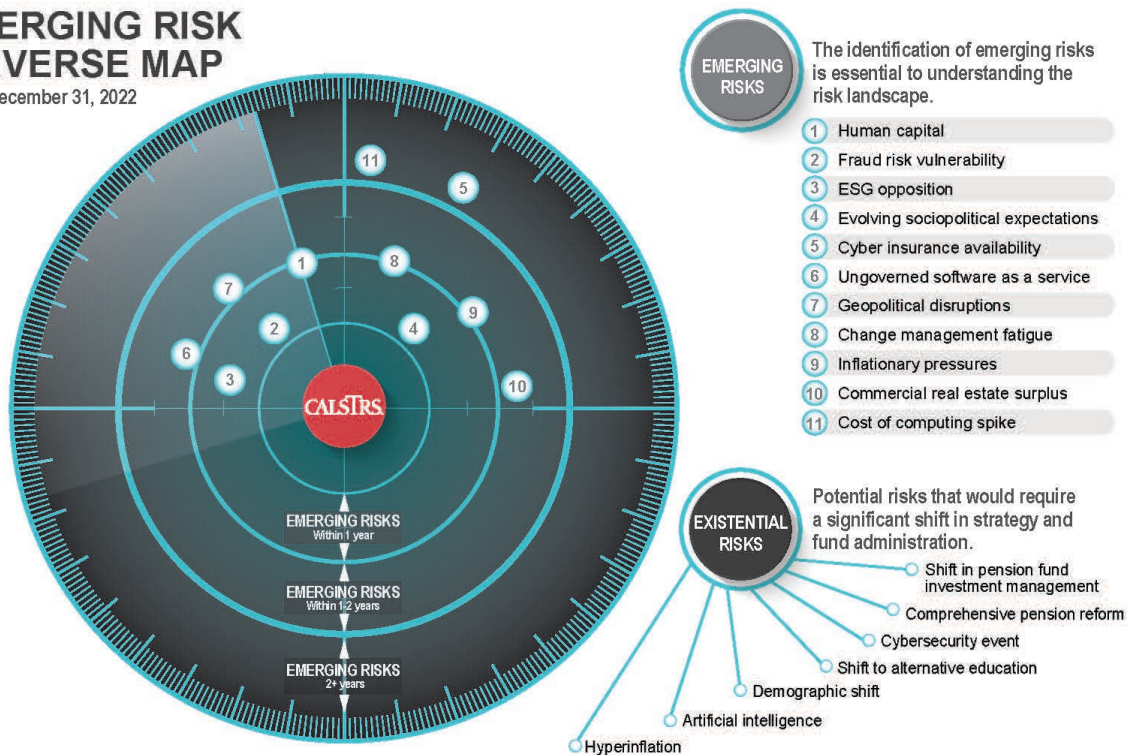 ERGING RISK
VERSE MAP
ecember 31, 2022
11
5
1
8
7
9
2
4
6
3
10
CALSTRS
EMERGING RISKS
Within 1 year
EMERGING RISKS
Within 1-2 years
EMERGING RISKS
2+ years
EMERGING
RISKS
The identification of emerging risks
is essential to understanding the
risk landscape.
1 Human capital
2 Fraud risk vulnerability
3 ESG opposition
4 Evolving sociopolitical expectations
5 Cyber insurance availability
6 Ungoverned software as a service
7 Geopolitical disruptions
8 Change management fatigue
9 Inflationary pressures
10 Commercial real estate surplus
11 Cost of computing spike
EXISTENTIAL
RISKS
Potential risks that would require
a significant shift in strategy and
fund administration.
Shift in pension fund
investment management
Comprehensive pension reform
Cybersecurity event
Shift to alternative education
Demographic shift
Artificial intelligence
Hyperinflation